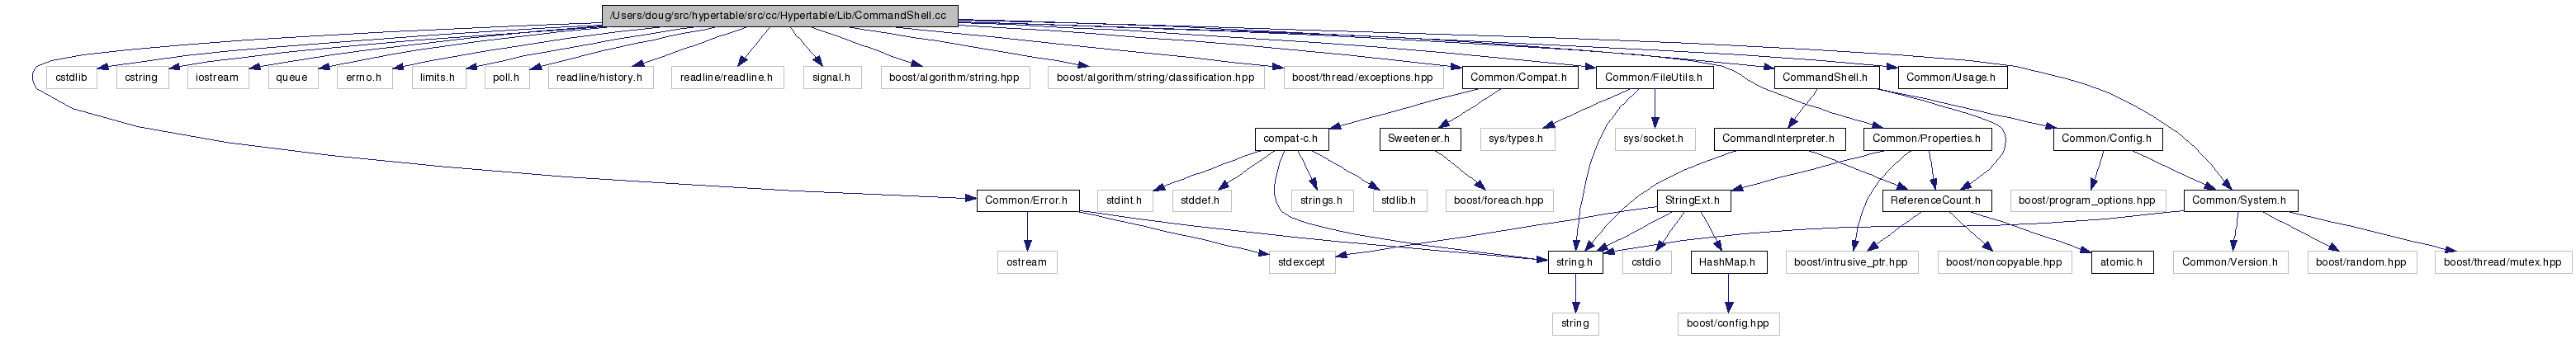 /Users/doug/src/hypertable/src/cc/Hypertable/Lib/CommandShell.cc
cstdlib
cstring
iostream
queue
errno.h
limits.h
poll.h
readline/history.h
readline/readline.h
signal.h
boost/algorithm/string.hpp
boost/algorithm/string/classification.hpp
boost/thread/exceptions.hpp
Common/Compat.h
Common/FileUtils.h
CommandShell.h
Common/Usage.h
compat-c.h
Sweetener.h
sys/types.h
sys/socket.h
CommandInterpreter.h
Common/Properties.h
Common/Config.h
Common/Error.h
stdint.h
stddef.h
strings.h
stdlib.h
boost/foreach.hpp
StringExt.h
ReferenceCount.h
boost/program_options.hpp
Common/System.h
ostream
stdexcept
string.h
cstdio
HashMap.h
boost/intrusive_ptr.hpp
boost/noncopyable.hpp
atomic.h
Common/Version.h
boost/random.hpp
boost/thread/mutex.hpp
string
boost/config.hpp